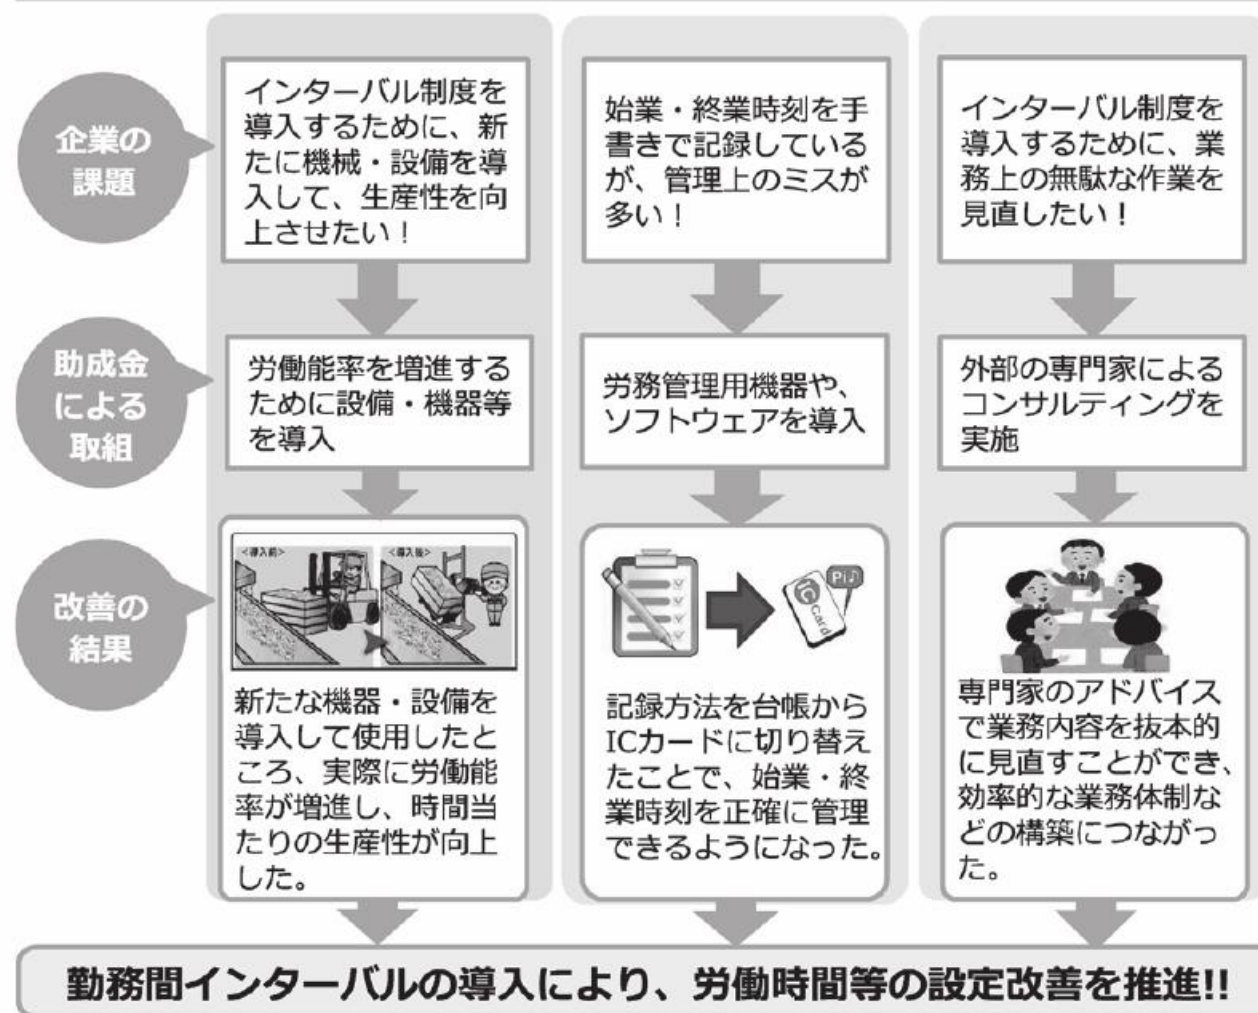 企業の
課題
インターバル制度を
導入するために、新
たに機械・設備を導
入して、生産性を向
上させたい！
始業・終業時刻を手
書きで記録している
が、管理上のミスが
多い！
インターバル制度を
導入するために、業
務上の無駄な作業を
見直したい！
助成金
による
取組
労働能率を増進する
ために設備・機器等
を導入
労務管理用機器や、
ソフトウェアを導入
外部の専門家による
コンサルティングを
実施
改善の
結果
<導入前>
<導入後>
新たな機器・設備を
導入して使用したと
ころ、実際に労働能
率が増進し、時間当
たりの生産性が向上
した。
Pi♪
IC
Card
記録方法を台帳から
ICカードに切り替え
たことで、始業・終
業時刻を正確に管理
できるようになった。
専門家のアドバイス
で業務内容を抜本的
に見直すことができ、
効率的な業務体制な
どの構築につながっ
た。
勤務間インターバルの導入により、労働時間等の設定改善を推進!!